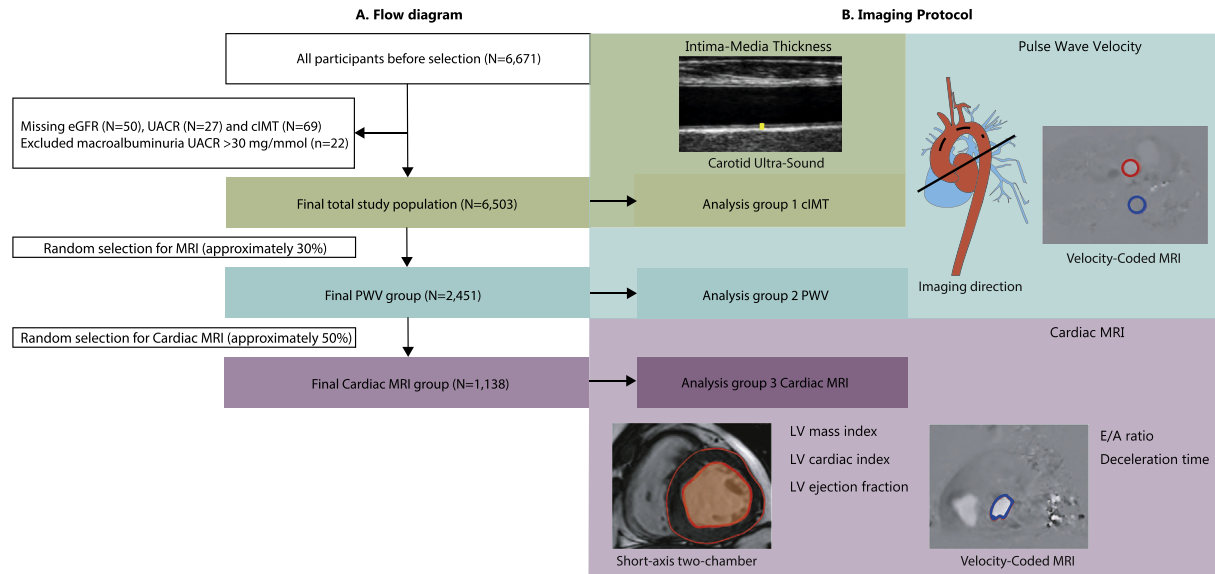 A. Flow diagram
All participants before selection (N=6,671)
Missing eGFR (N=50), UACR (N=27) and cIMT (N=69)
Excluded macroalbuminuria UACR >30 mg/mmol (n=22)
Final total study population (N=6,503)
Random selection for MRI (approximately 30%)
Final PWV group (N=2,451)
Random selection for Cardiac MRI (approximately 50%)
Final Cardiac MRI group (N=1,138)
B. Imaging Protocol
Intima-Media Thickness
Carotid Ultra-Sound
Analysis group 1 cIMT
Pulse Wave Velocity
Imaging direction
Velocity-Coded MRI
Analysis group 2 PWV
Cardiac MRI
Analysis group 3 Cardiac MRI
LV mass index
LV cardiac index
LV ejection fraction
Short-axis two-chamber
E/A ratio
Deceleration time
Velocity-Coded MRI